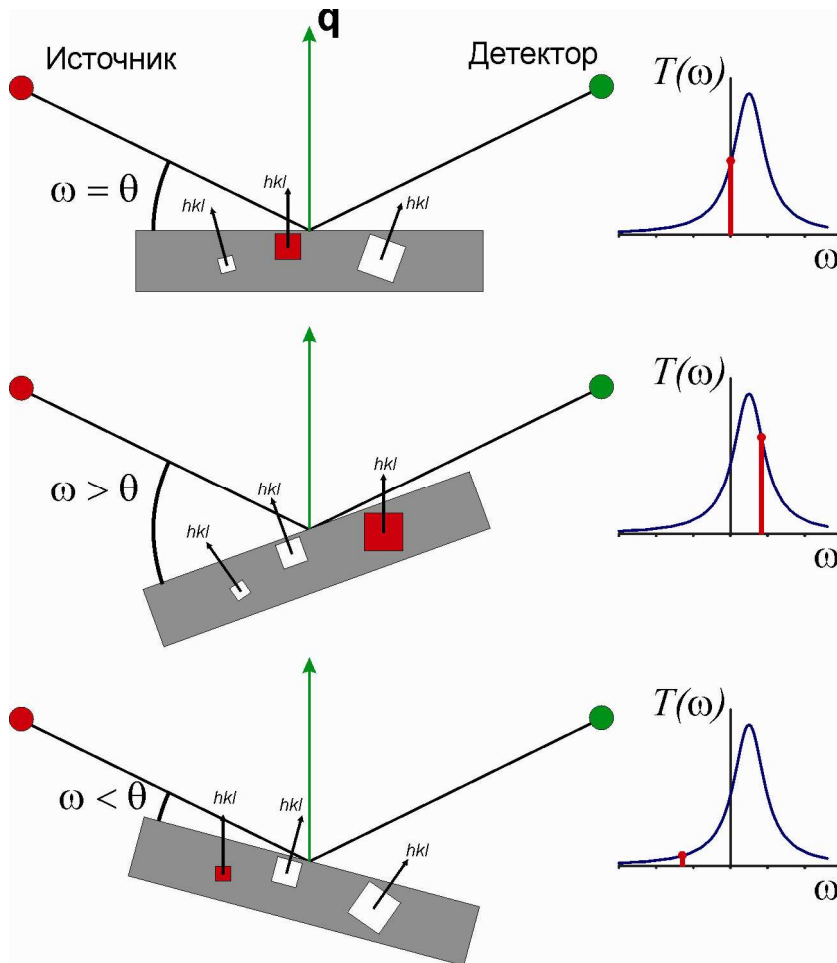 q
Источник
Детектор
T(ω)
ω = θ
hkl
hkl
hkl
ω
T(ω)
ω > θ
hkl
hkl
hkl
ω
T(ω)
ω < θ
hkl
hkl
hkl
ω